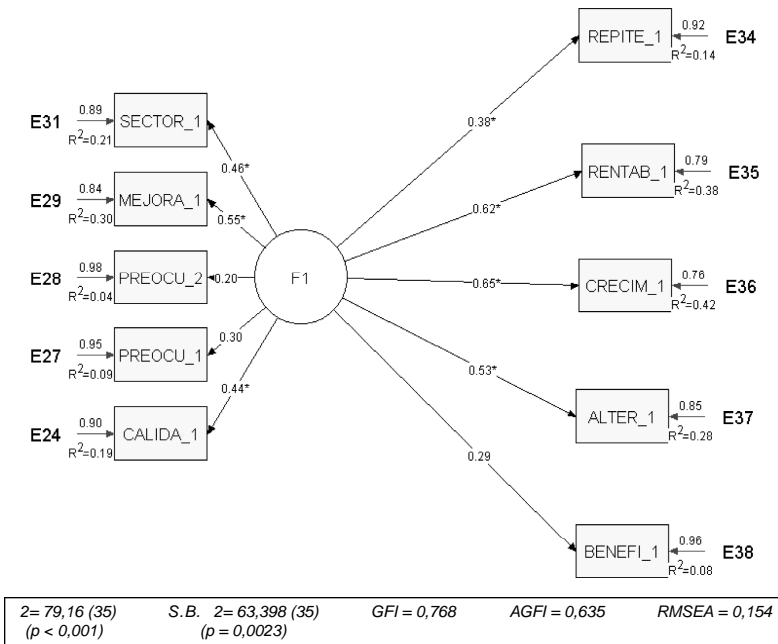 0.92
REPITE_1
E34
R2=0.14
0.89
E31
SECTOR_1
R2=0.21
0.38*
0.46*
0.79
RENTAB_1
E35
R2=0.38
0.84
E29
MEJORA_1
R2=0.30
0.55*
0.62*
0.98
E28
PREOCU_2
R2=0.04
0.20
F1
0.65*
0.76
CRECIM_1
E36
R2=0.42
0.95
E27
PREOCU_1
R2=0.09
0.30
0.53*
0.90
E24
CALIDA_1
R2=0.19
0.44*
0.85
ALTER_1
E37
R2=0.28
0.29
0.96
BENEFI_1
E38
R2=0.08
2= 79,16 (35) S.B. 2= 63,398 (35) GFI = 0,768 AGFI = 0,635 RMSEA = 0,154
(p < 0,001) (p = 0,0023)